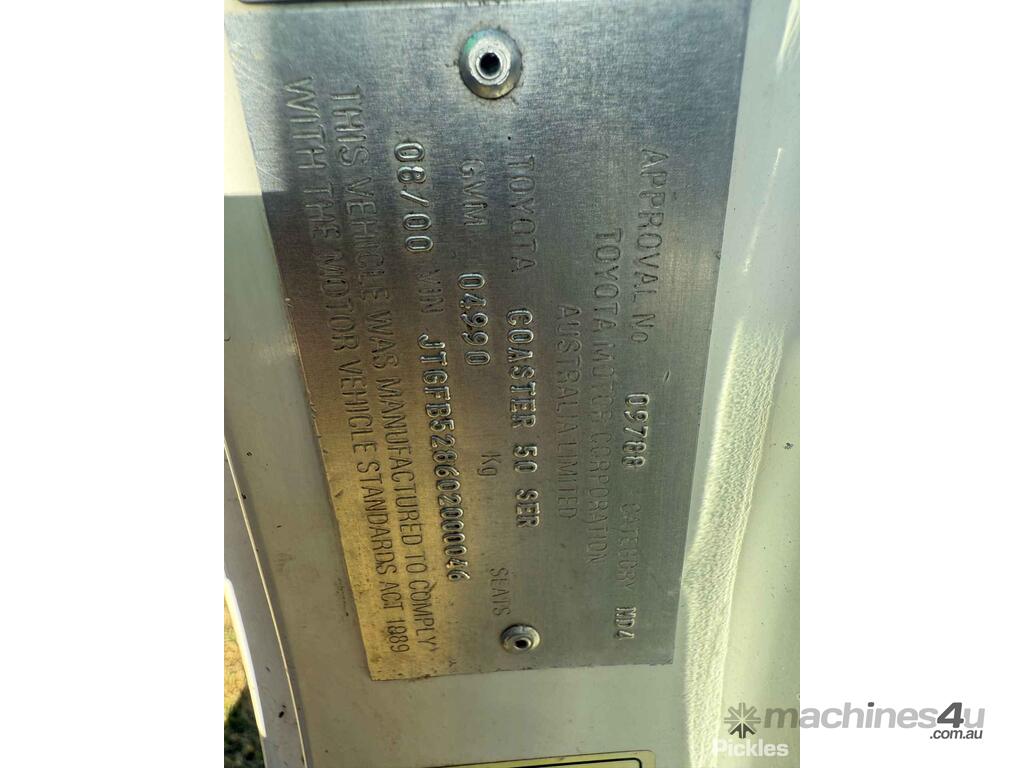 APPROVAL No 09788 CATEGORY MD4
TOYOTA MOTOR CORPORATION
AUSTRALIA LIMITED
TOYOTA COASTER 50 SER
GVM 04990 Kg SEATS
08/00 VIN JTGFB528602000046
THIS VEHICLE WAS MANUFACTURED TO COMPLY
WITH THE MOTOR VEHICLE STANDARDS ACT 1989
machines4u
.com.au
Pickles